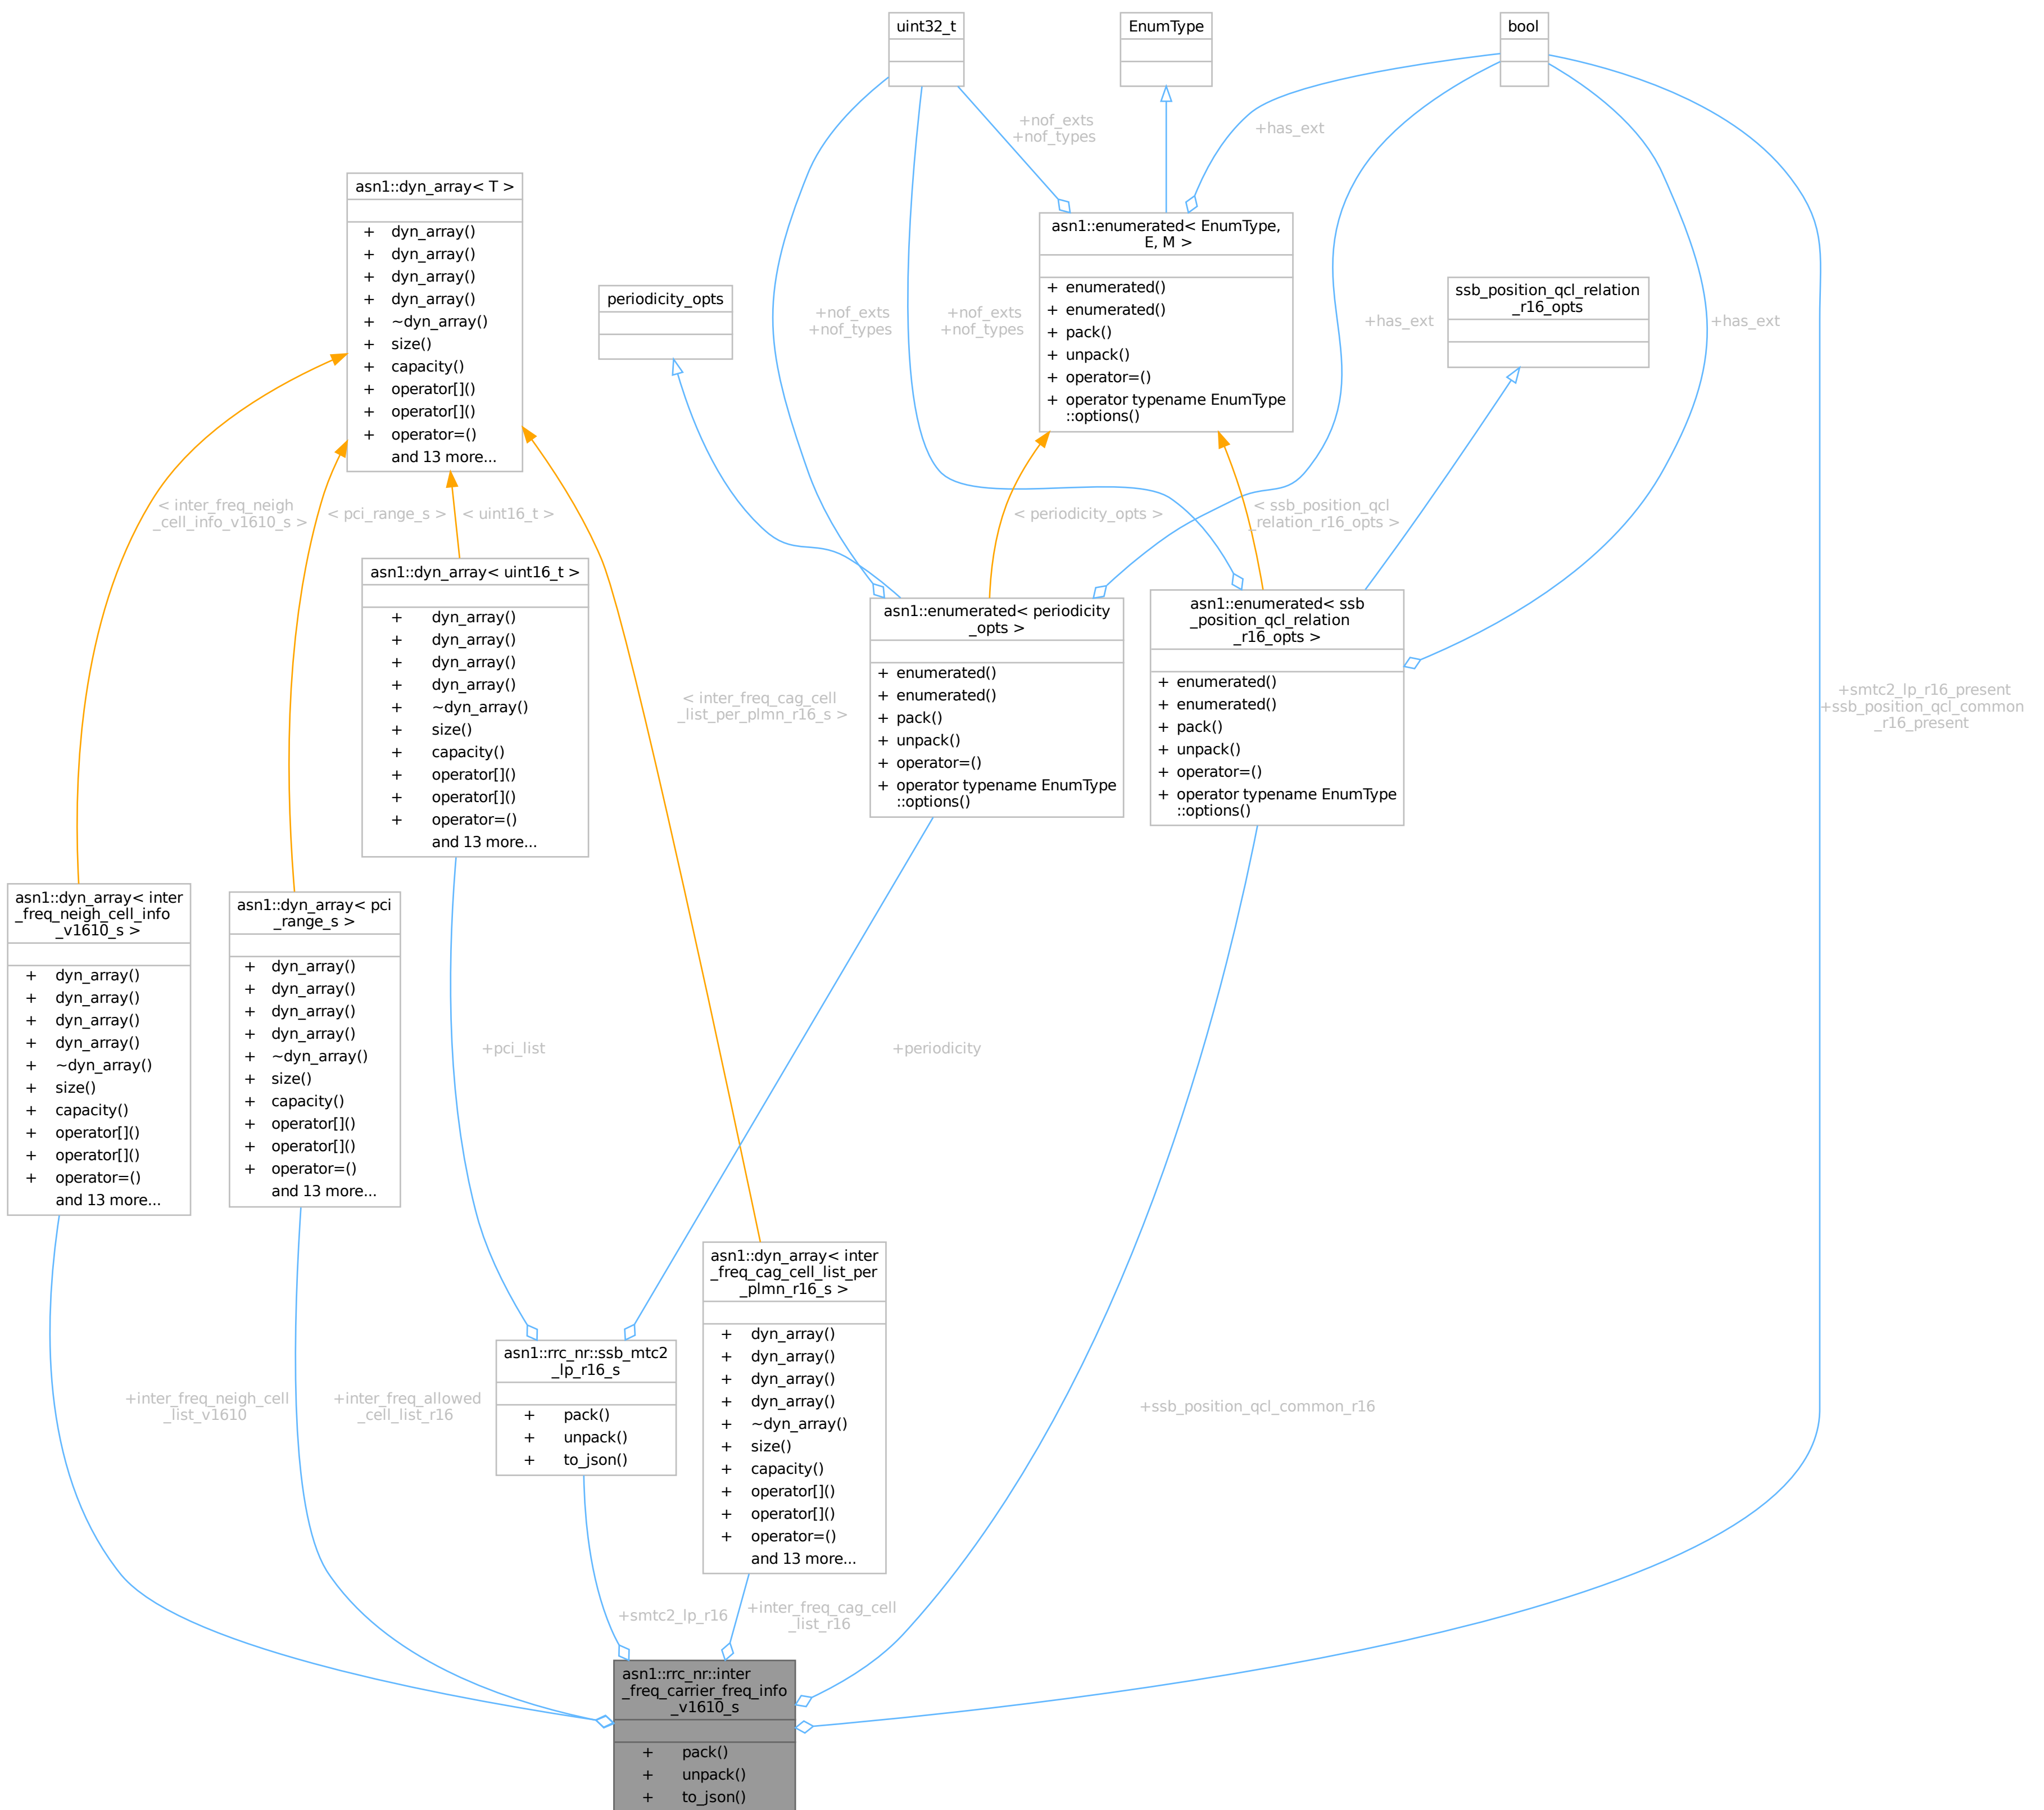 uint32_t
EnumType
bool
+nof_exts
+nof_types
+has_ext
asn1::dyn_array< T >
+ dyn_array()
+ dyn_array()
+ dyn_array()
+ dyn_array()
+ ~dyn_array()
+ size()
+ capacity()
+ operator[]()
+ operator[]()
+ operator=()
and 13 more...
asn1::enumerated< EnumType,
E, M >
+ enumerated()
+ enumerated()
+ pack()
+ unpack()
+ operator=()
+ operator typename EnumType
::options()
periodicity_opts
ssb_position_qcl_relation
_r16_opts
+nof_exts
+nof_types
+nof_exts
+nof_types
+has_ext
+has_ext
< inter_freq_neigh
_cell_info_v1610_s >
< pci_range_s >
< uint16_t >
< periodicity_opts >
< ssb_position_qcl
_relation_r16_opts >
asn1::dyn_array< uint16_t >
+ dyn_array()
+ dyn_array()
+ dyn_array()
+ dyn_array()
+ ~dyn_array()
+ size()
+ capacity()
+ operator[]()
+ operator[]()
+ operator=()
and 13 more...
< inter_freq_cag_cell
_list_per_plmn_r16_s >
asn1::enumerated< periodicity
_opts >
+ enumerated()
+ enumerated()
+ pack()
+ unpack()
+ operator=()
+ operator typename EnumType
::options()
asn1::enumerated< ssb
_position_qcl_relation
_r16_opts >
+ enumerated()
+ enumerated()
+ pack()
+ unpack()
+ operator=()
+ operator typename EnumType
::options()
+smtc2_lp_r16_present
+ssb_position_qcl_common
_r16_present
asn1::dyn_array< inter
_freq_neigh_cell_info
_v1610_s >
+ dyn_array()
+ dyn_array()
+ dyn_array()
+ dyn_array()
+ ~dyn_array()
+ size()
+ capacity()
+ operator[]()
+ operator[]()
+ operator=()
and 13 more...
asn1::dyn_array< pci
_range_s >
+ dyn_array()
+ dyn_array()
+ dyn_array()
+ dyn_array()
+ ~dyn_array()
+ size()
+ capacity()
+ operator[]()
+ operator[]()
+ operator=()
and 13 more...
+pci_list
+periodicity
asn1::dyn_array< inter
_freq_cag_cell_list_per
_plmn_r16_s >
+ dyn_array()
+ dyn_array()
+ dyn_array()
+ dyn_array()
+ ~dyn_array()
+ size()
+ capacity()
+ operator[]()
+ operator[]()
+ operator=()
and 13 more...
asn1::rrc_nr::ssb_mtc2
_lp_r16_s
+ pack()
+ unpack()
+ to_json()
+inter_freq_neigh_cell
_list_v1610
+inter_freq_allowed
_cell_list_r16
+ssb_position_qcl_common_r16
+smtc2_lp_r16
+inter_freq_cag_cell
_list_r16
asn1::rrc_nr::inter
_freq_carrier_freq_info
_v1610_s
+ pack()
+ unpack()
+ to_json()